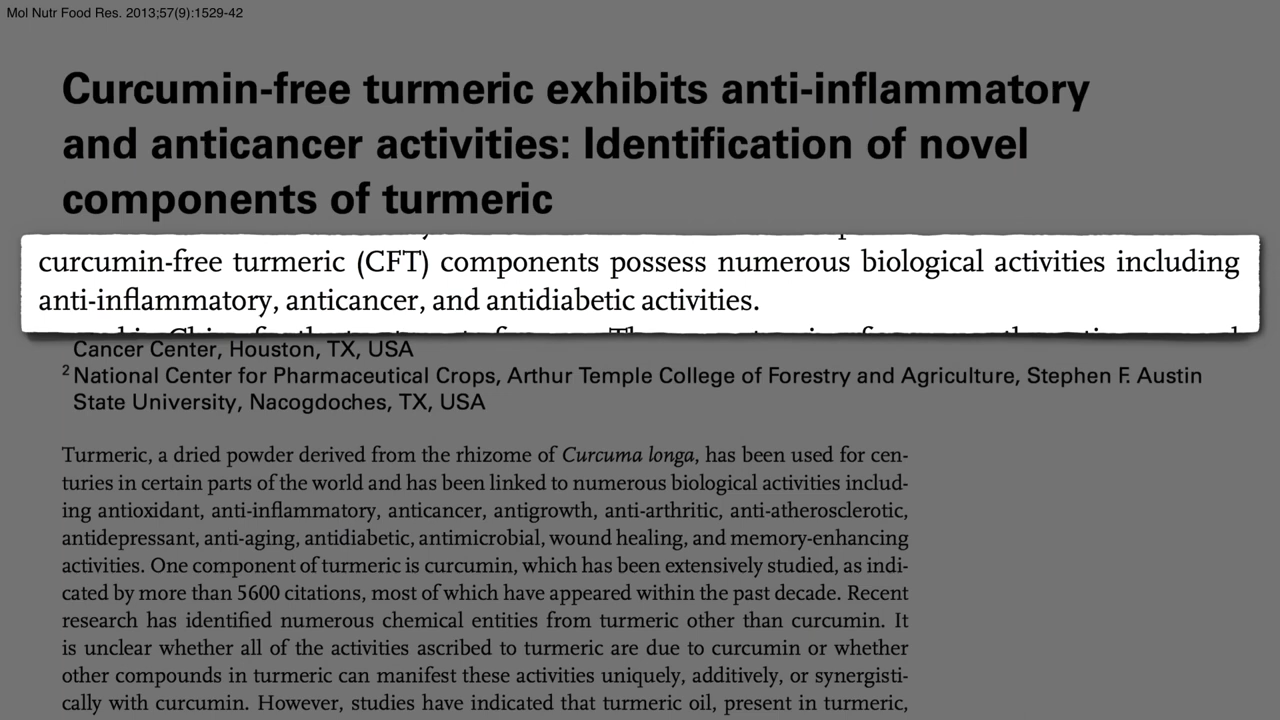 Mol Nutr Food Res. 2013;57(9):1529-42
Curcumin-free turmeric exhibits anti-inflammatory
and anticancer activities: Identification of novel
components of turmeric
curcumin-free turmeric (CFT) components possess numerous biological activities including
anti-inflammatory, anticancer, and antidiabetic activities.
Cancer Center, Houston, TX, USA
2 National Center for Pharmaceutical Crops, Arthur Temple College of Forestry and Agriculture, Stephen F. Austin
State University, Nacogdoches, TX, USA
Turmeric, a dried powder derived from the rhizome of Curcuma longa, has been used for cen-
turies in certain parts of the world and has been linked to numerous biological activities includ-
ing antioxidant, anti-inflammatory, anticancer, antigrowth, anti-arthritic, anti-atherosclerotic,
antidepressant, anti-aging, antidiabetic, antimicrobial, wound healing, and memory-enhancing
activities. One component of turmeric is curcumin, which has been extensively studied, as indi-
cated by more than 5600 citations, most of which have appeared within the past decade. Recent
research has identified numerous chemical entities from turmeric other than curcumin. It
is unclear whether all of the activities ascribed to turmeric are due to curcumin or whether
other compounds in turmeric can manifest these activities uniquely, additively, or synergisti-
cally with curcumin. However, studies have indicated that turmeric oil, present in turmeric,